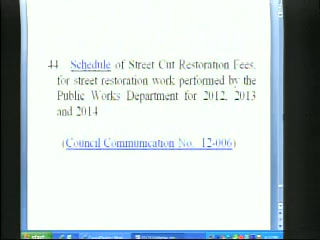 44 Schedule of Street Cut Restoration Fees,
for street restoration work performed by the
Public Works Department for 2012, 2013
and 2014
(Council Communication No. 12-006)
start